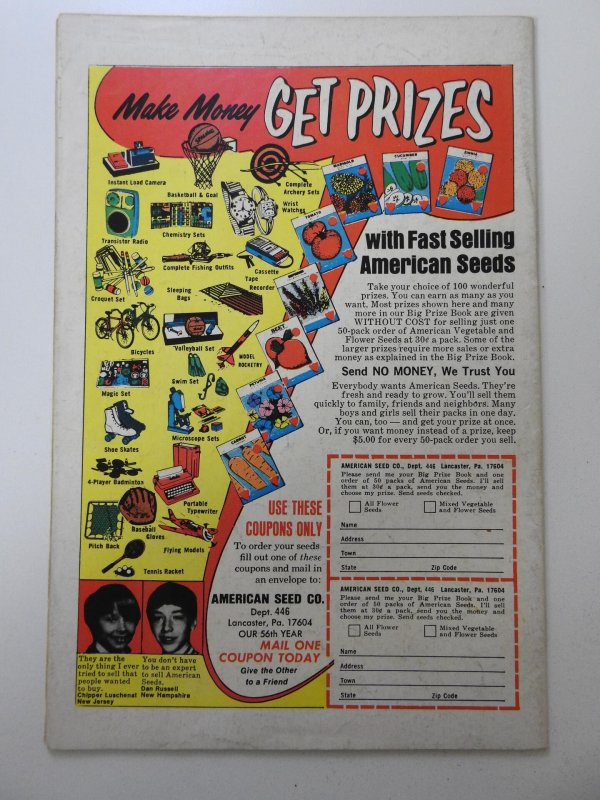 Make Money GET PRIZES
Instant Load Camera
Basketball & Goal
Complete
Archery Sets
Transistor Radio
Chemistry Sets
Wrist
Watches
Complete Fishing Outfits
Cassette
Tape
Recorder
Croquet Set
Sleeping
Bags
Bicycles
Volleyball Set
MODEL
ROCKETRY
Magic Set
Swim Set
Shoe Skates
Microscope Sets
4-Player Badminton
Portable
Typewriter
Pitch Back
Baseball
Gloves
Flying Models
Tennis Racket
MARIGOLD
CUCUMBER
ZINNIA
TOMATO
BEET
PETUNIA
CARROT
with Fast Selling
American Seeds
Take your choice of 100 wonderful
prizes. You can earn as many as you
want. Most prizes shown here and many
more in our Big Prize Book are given
WITHOUT COST for selling just one
50-pack order of American Vegetable and
Flower Seeds at 30¢ a pack. Some of the
larger prizes require more sales or extra
money as explained in the Big Prize Book.
Send NO MONEY, We Trust You
Everybody wants American Seeds. They're
fresh and ready to grow. You'll sell them
quickly to family, friends and neighbors. Many
boys and girls sell their packs in one day.
You can, too — and get your prize at once.
Or, if you want money instead of a prize, keep
$5.00 for every 50-pack order you sell.
USE THESE
COUPONS ONLY
To order your seeds
fill out one of these
coupons and mail in
an envelope to:
AMERICAN SEED CO.
Dept. 446
Lancaster, Pa. 17604
OUR 56th YEAR
MAIL ONE
COUPON TODAY
Give the Other
to a Friend
They are the
only thing I ever
tried to sell that
people wanted
to buy.
Chipper Luschenat
New Jersey
You don't have
to be an expert
to sell American
Seeds.
Dan Russell
New Hampshire
AMERICAN SEED CO., Dept. 446 Lancaster, Pa. 17604
Please send me your Big Prize Book and one
order of 50 packs of American Seeds. I'll sell
them at 30¢ a pack, send you the money and
choose my prize. Send seeds checked.
All Flower
Seeds
Mixed Vegetable
and Flower Seeds
Name
Address
Town
State Zip Code
AMERICAN SEED CO., Dept. 446 Lancaster, Pa. 17604
Please send me your Big Prize Book and one
order of 50 packs of American Seeds. I'll sell
them at 30¢ a pack, send you the money and
choose my prize. Send seeds checked.
All Flower
Seeds
Mixed Vegetable
and Flower Seeds
Name
Address
Town
State Zip Code